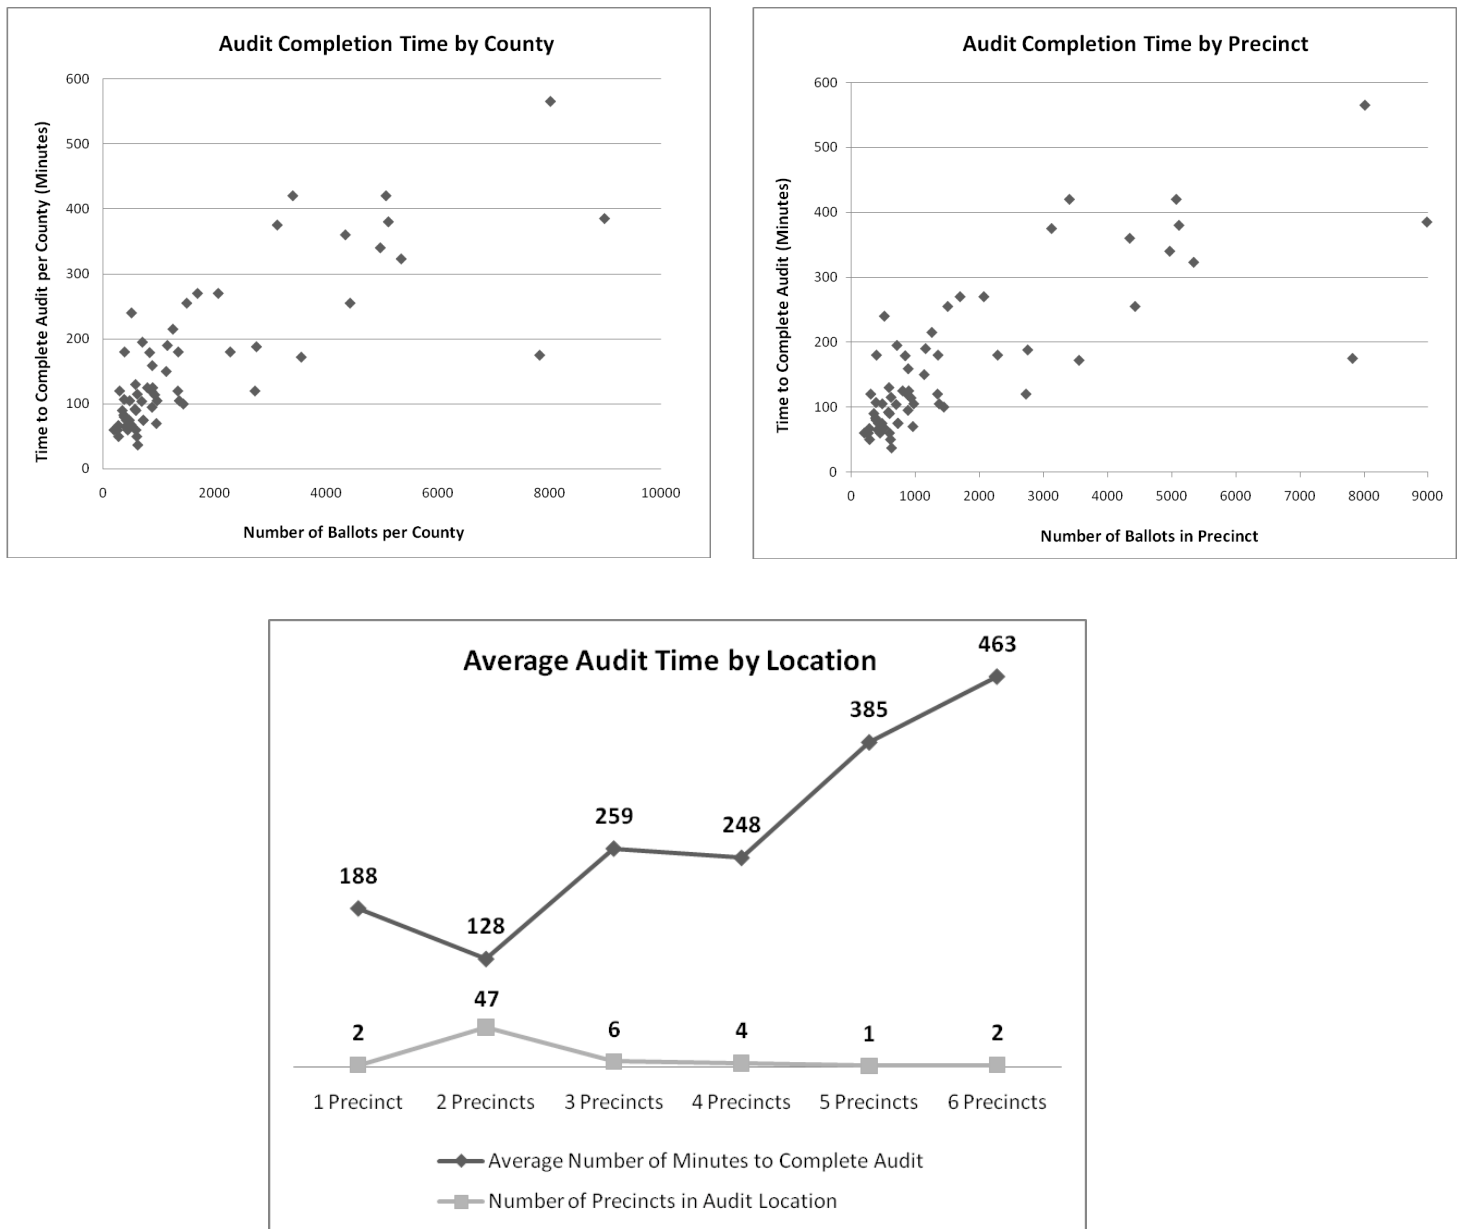 Audit Completion Time by County
Time to Complete Audit per County (Minutes)
600
500
400
300
200
100
0
0 2000 4000 6000 8000 10000
Number of Ballots per County
Audit Completion Time by Precinct
Time to Complete Audit (Minutes)
600
500
400
300
200
100
0
0 1000 2000 3000 4000 5000 6000 7000 8000 9000
Number of Ballots in Precinct
Average Audit Time by Location
188 128 259 248 385 463
2 47 6 4 1 2
1 Precinct 2 Precincts 3 Precincts 4 Precincts 5 Precincts 6 Precincts
Average Number of Minutes to Complete Audit
Number of Precincts in Audit Location